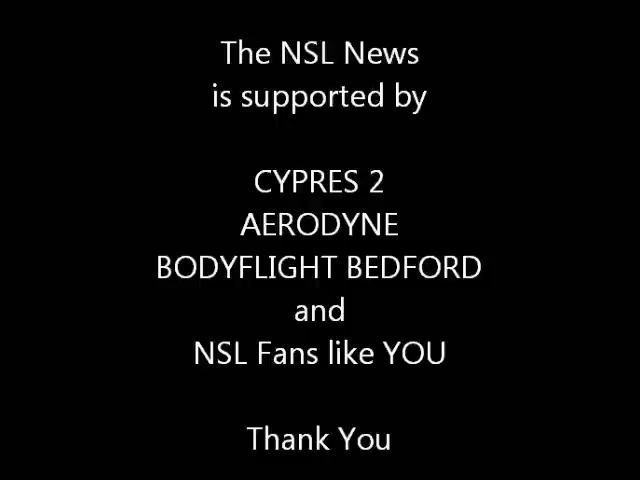 The NSL News
is supported by
CYPRES 2
AERODYNE
BODYFLIGHT BEDFORD
and
NSL Fans like YOU
Thank You